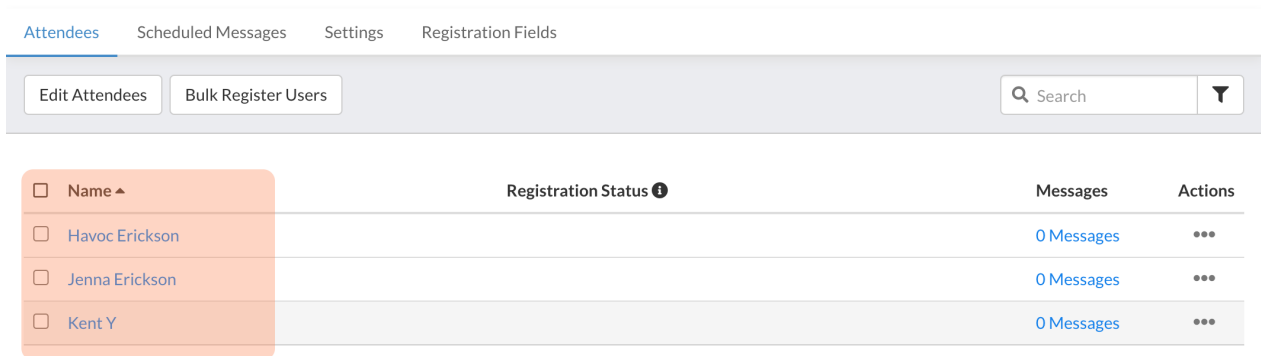 Attendees Scheduled Messages Settings Registration Fields
Edit Attendees Bulk Register Users Search
Name Registration Status Messages Actions
Havoc Erickson 0 Messages
Jenna Erickson 0 Messages
Kent Y 0 Messages